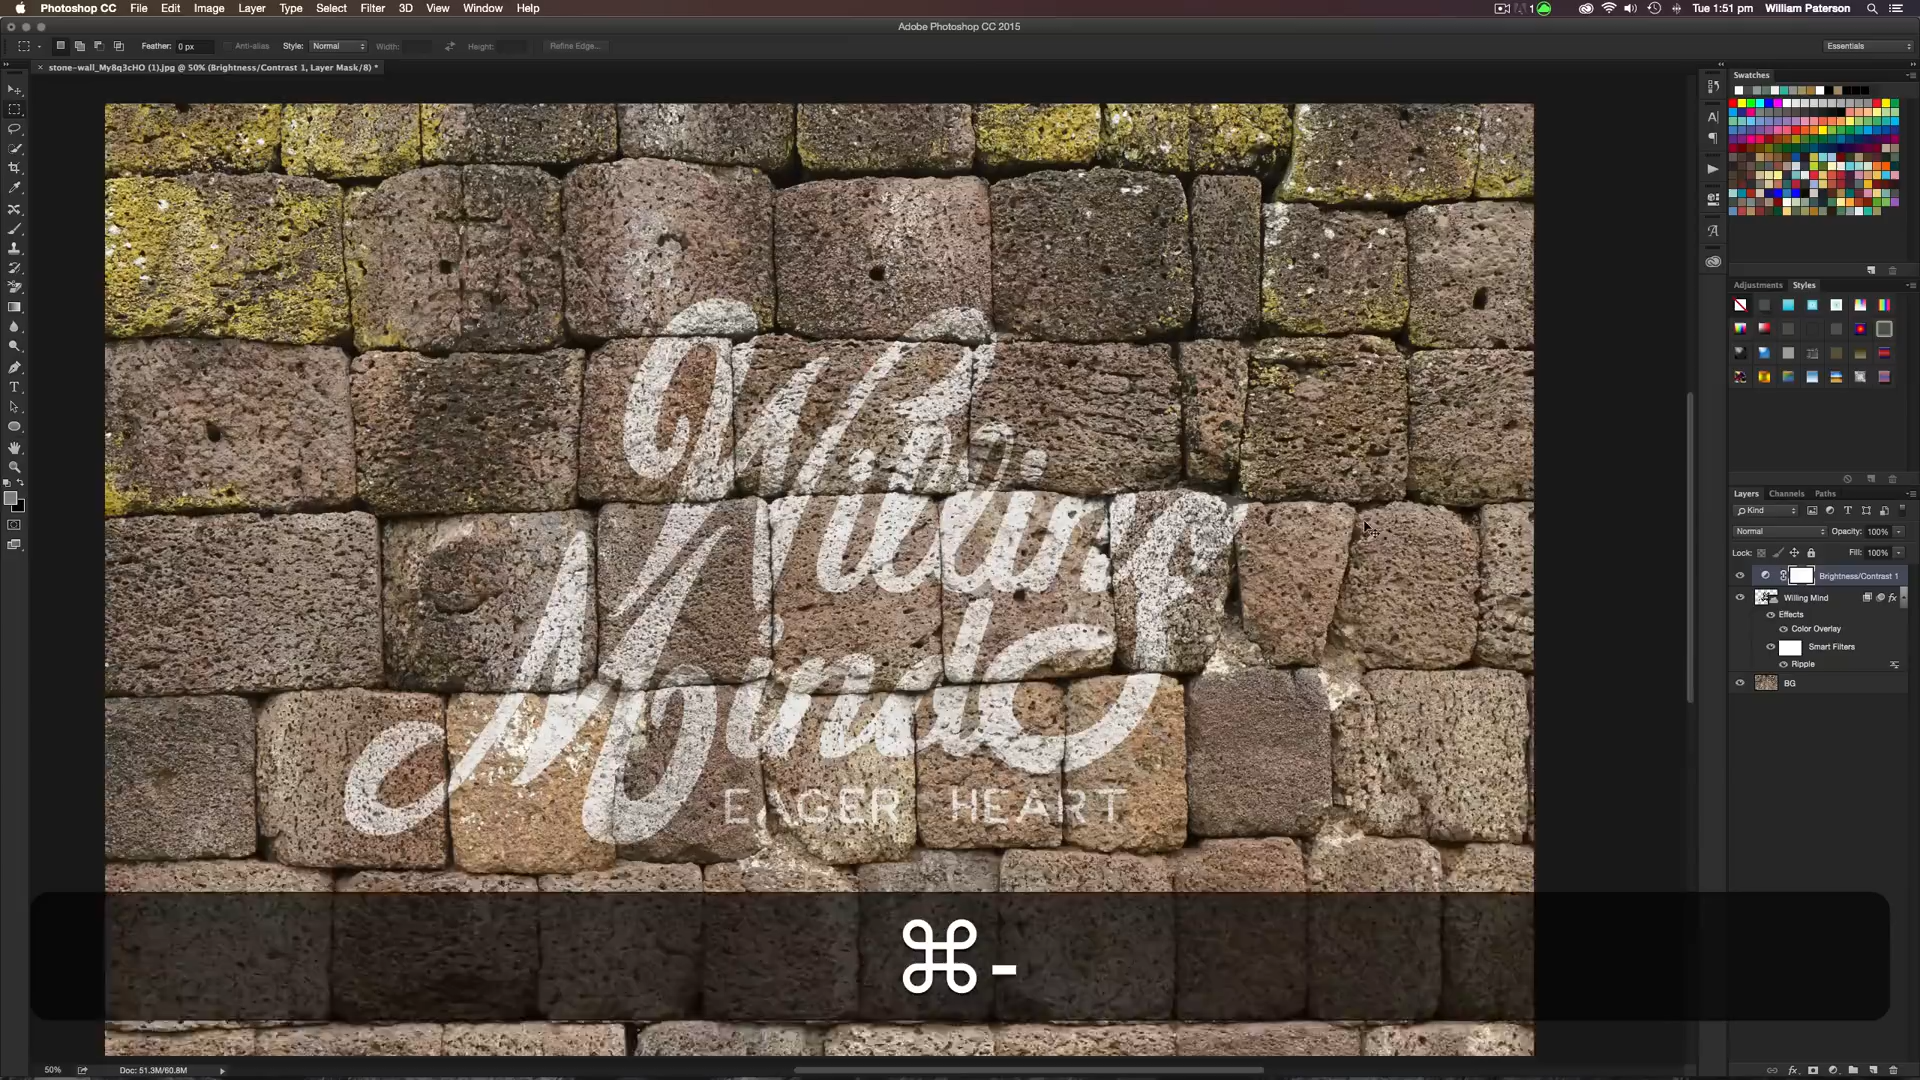 Photoshop CC File Edit Image Layer Type Select Filter 3D View Window Help
1 Tue 1:51 pm William Paterson
Adobe Photoshop CC 2015
Feather: 0 px Anti-alias Style: Normal Width: Height: Refine Edge... Essentials
× stone-wall_My8q3cHO (1).jpg @ 50% (Brightness/Contrast 1, Layer Mask/8) *
Swatches
Adjustments Styles
Willing
Mind
EAGER HEART
Layers Channels Paths
Kind
Normal Opacity: 100%
Lock: Fill: 100%
Brightness/Contrast 1
Willing Mind fx
Effects
Color Overlay
Smart Filters
Ripple
BG
⌘-
50% Doc: 51.3M/60.8M